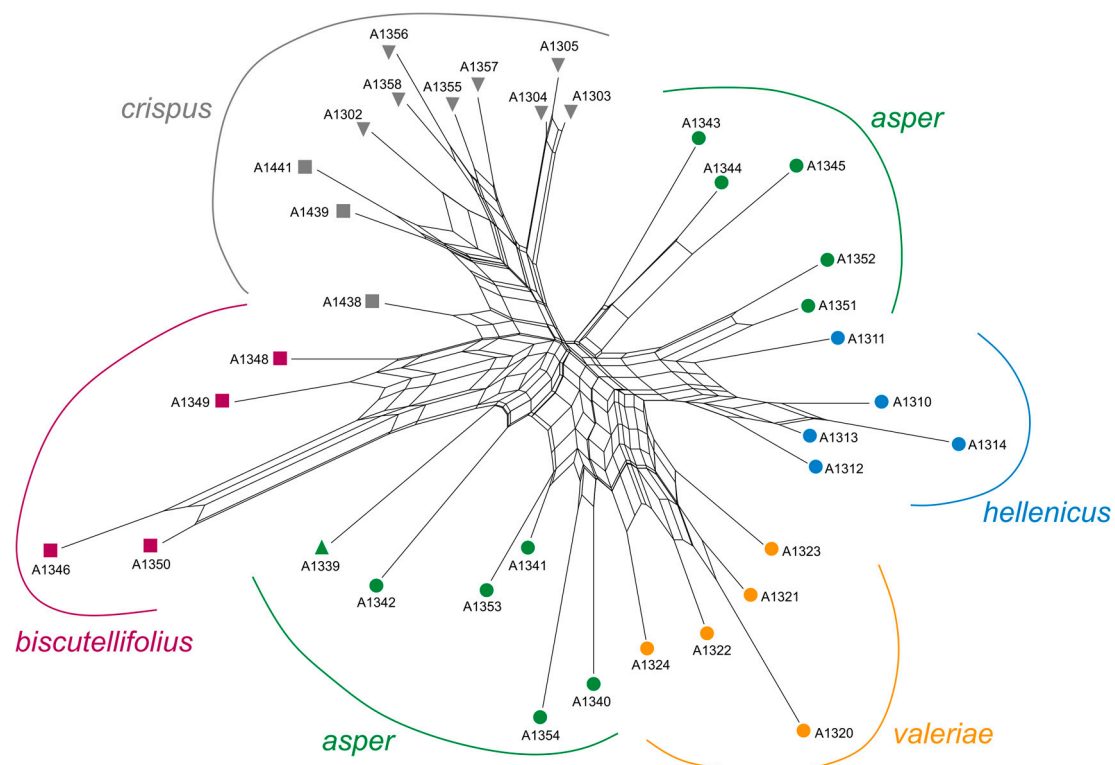 A1356
A1305
A1357
A1358
A1355
A1304
A1303
crispus
A1302
asper
A1343
A1344
A1345
A1441
A1439
A1352
A1438
A1351
A1311
A1348
A1349
A1310
A1313
A1314
A1312
hellenicus
A1346
A1350
A1339
A1341
A1323
A1342
A1353
A1321
biscutellifolius
A1324
A1322
A1340
A1354
A1320
asper
valeriae